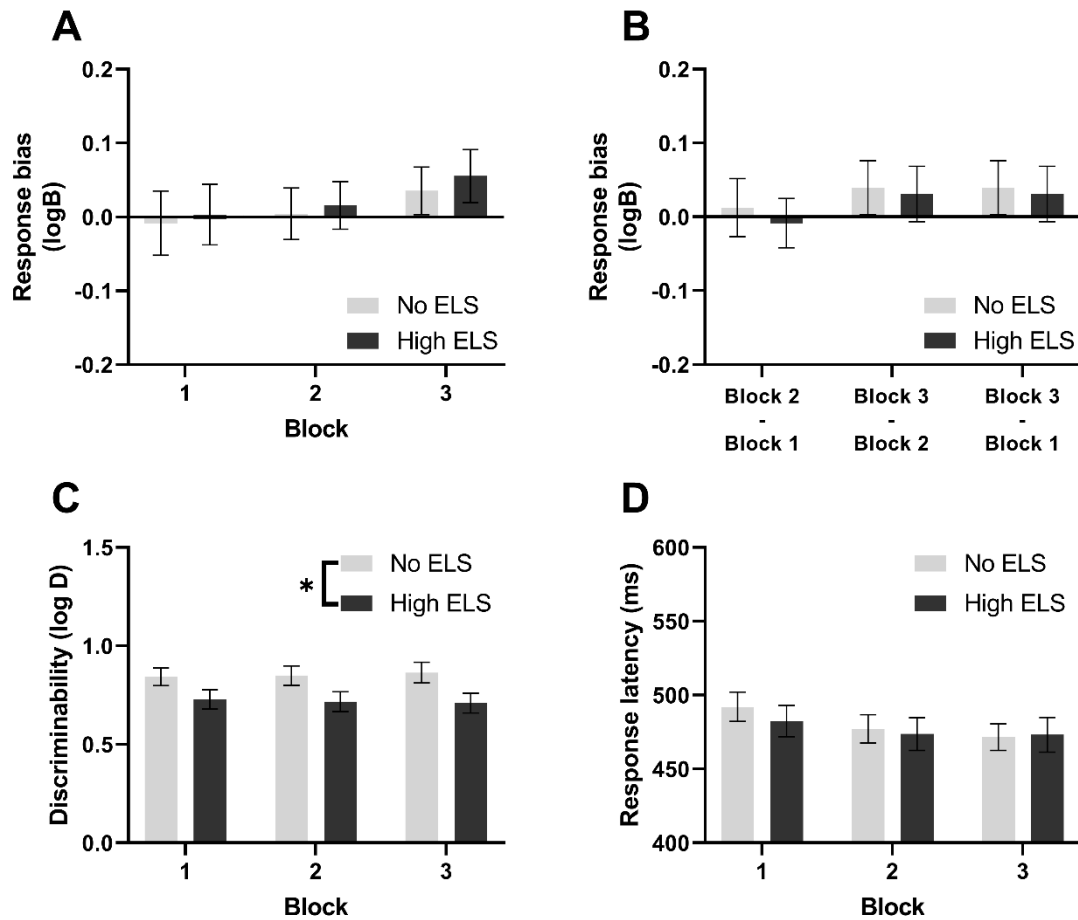 A
Response bias
(logB)
0.2
0.1
0.0
-0.1
-0.2
No ELS
High ELS
1 2 3
Block
B
Response bias
(logB)
0.2
0.1
0.0
-0.1
-0.2
No ELS
High ELS
Block 2 Block 3 Block 3
- - -
Block 1 Block 2 Block 1
C
Discriminability (log D)
1.5
1.0
0.5
0.0
* No ELS
High ELS
1 2 3
Block
D
Response latency (ms)
600
550
500
450
400
No ELS
High ELS
1 2 3
Block